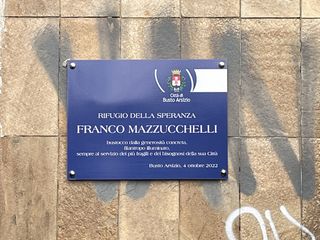 Città di
Busto Arsizio
RIFUGIO DELLA SPERANZA
FRANCO MAZZUCCHELLI
bustocco dalla generosità concreta,
filantropo illuminato,
sempre al servizio dei più fragili e dei bisognosi della sua Città
Busto Arsizio, 4 ottobre 2022